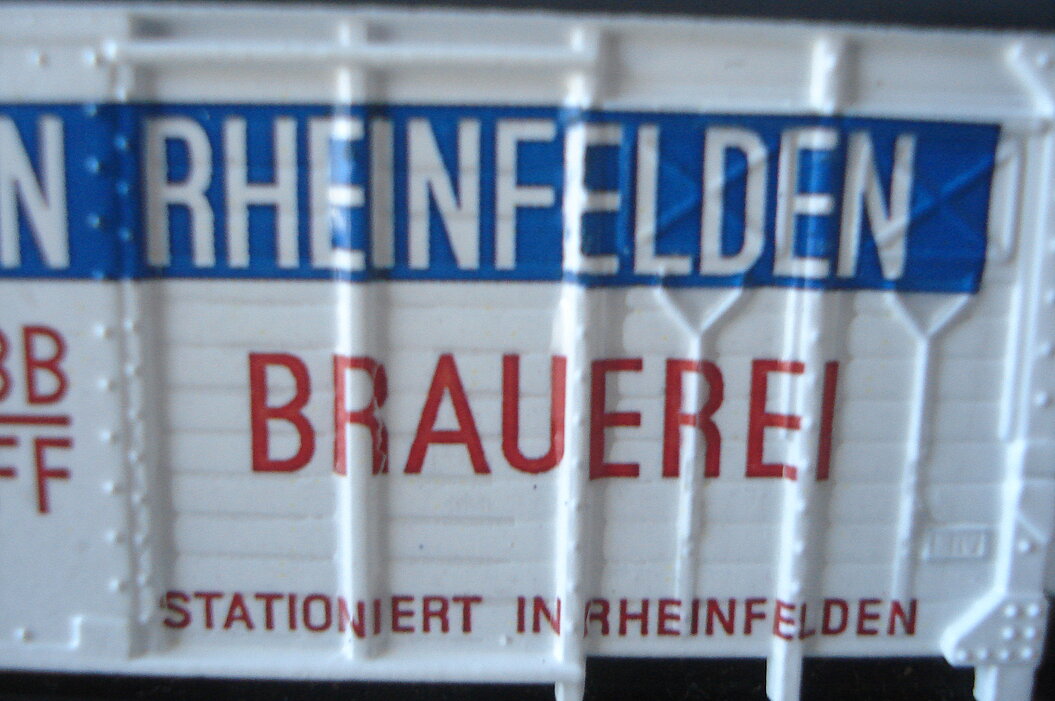 N RHEINFELDEN
BB
FF
BRAUEREI
STATIONIERT IN RHEINFELDEN